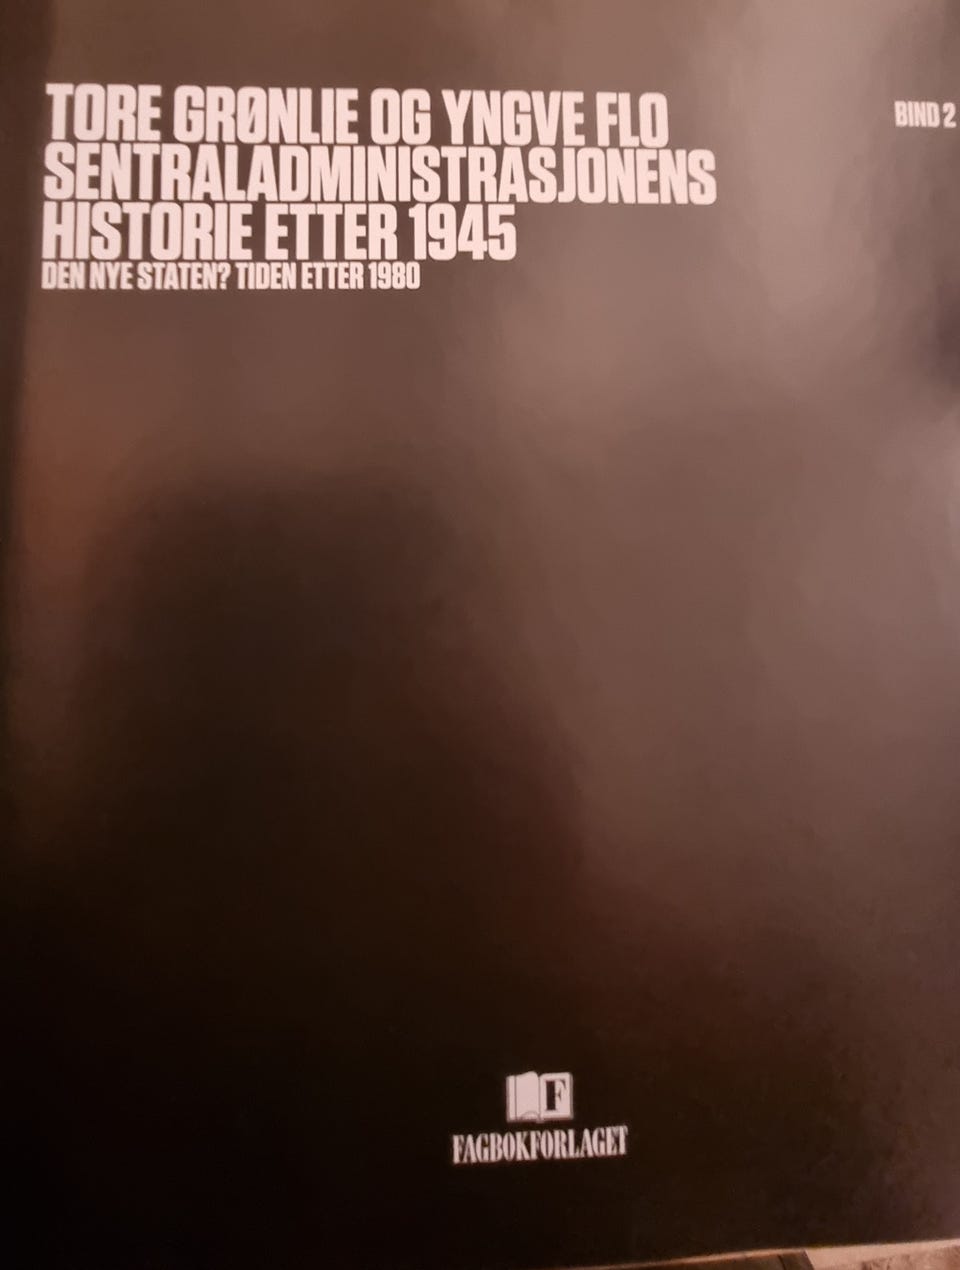 TORE GRØNLIE OG YNGVE FLO
SENTRALADMINISTRASJONENS
HISTORIE ETTER 1945
DEN NYE STATEN? TIDEN ETTER 1980
BIND 2
F
FAGBOKFORLAGET